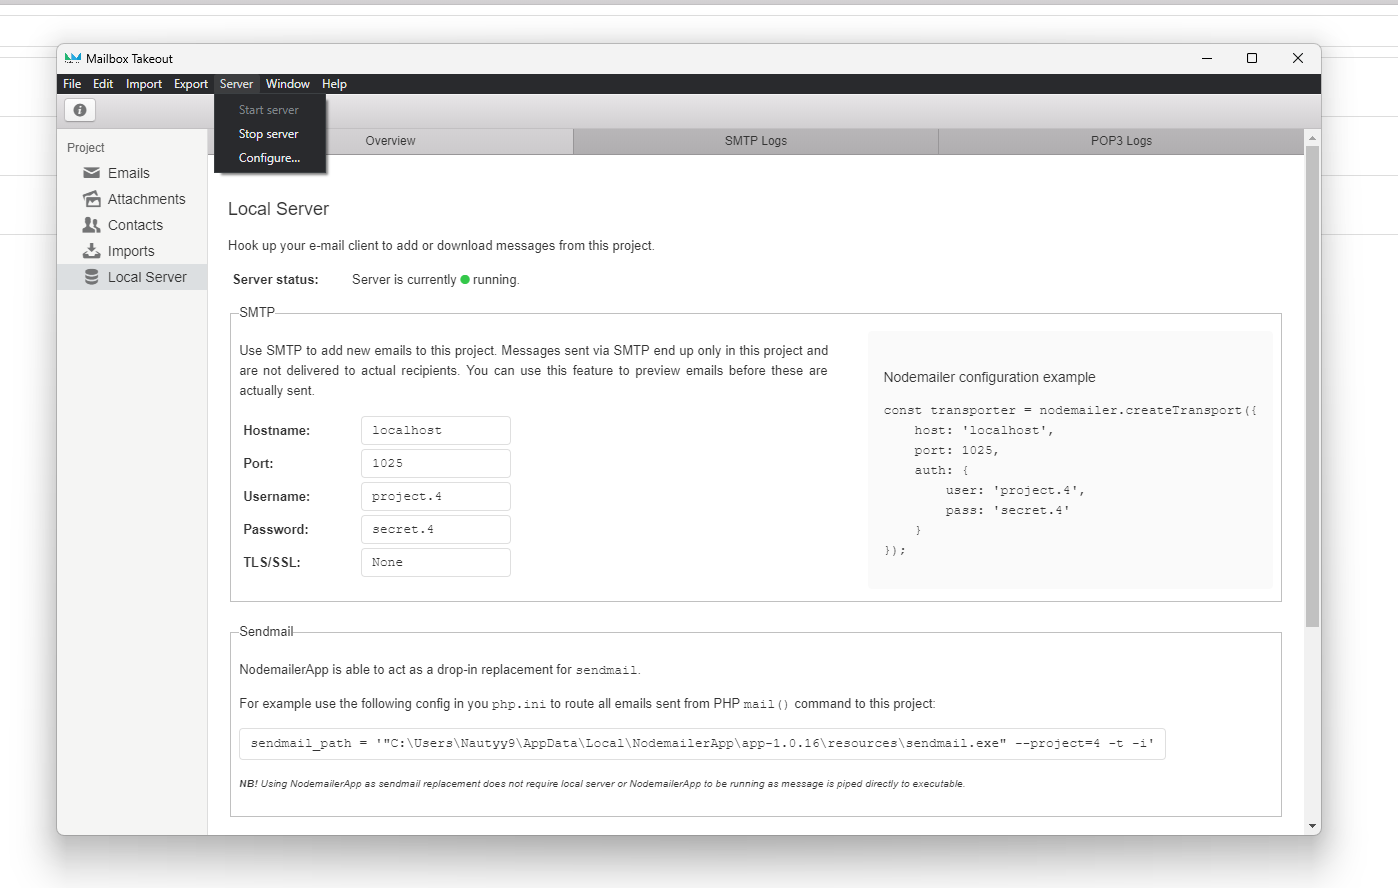 Mailbox Takeout
File Edit Import Export Server Window Help
Start server
Stop server
Configure...
Project
Emails
Attachments
Contacts
Imports
Local Server
Overview
SMTP Logs
POP3 Logs
Local Server
Hook up your e-mail client to add or download messages from this project.
Server status: Server is currently running.
SMTP
Use SMTP to add new emails to this project. Messages sent via SMTP end up only in this project and
are not delivered to actual recipients. You can use this feature to preview emails before these are
actually sent.
Hostname: localhost
Port: 1025
Username: project.4
Password: secret.4
TLS/SSL: None
Nodemailer configuration example
const transporter = nodemailer.createTransport({
    host: 'localhost',
    port: 1025,
    auth: {
        user: 'project.4',
        pass: 'secret.4'
    }
});
Sendmail
NodemailerApp is able to act as a drop-in replacement for sendmail.
For example use the following config in you php.ini to route all emails sent from PHP mail() command to this project:
sendmail_path = '"C:\Users\Nautyy9\AppData\Local\NodemailerApp\app-1.0.16\resources\sendmail.exe" --project=4 -t -i'
NB! Using NodemailerApp as sendmail replacement does not require local server or NodemailerApp to be running as message is piped directly to executable.